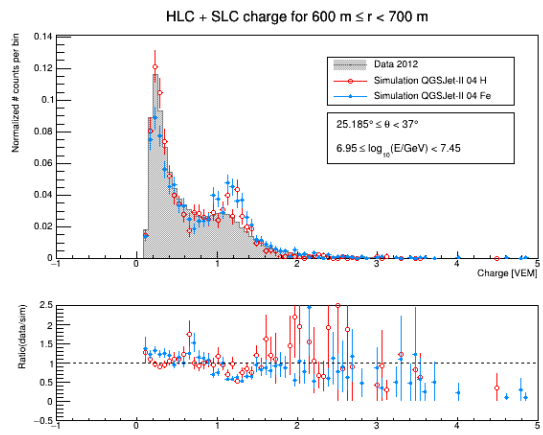 HLC + SLC charge for 600 m ≤ r < 700 m
Normalized # counts per bin
0.14
0.12
0.1
0.08
0.06
0.04
0.02
0
Data 2012
Simulation QGSJet-II 04 H
Simulation QGSJet-II 04 Fe
25.185° ≤ θ < 37°
6.95 ≤ log10(E/GeV) < 7.45
−1 0 1 2 3 4 5
Charge [VEM]
Ratio(data/sim)
2.5
2
1.5
1
0.5
0
−0.5
−1 0 1 2 3 4 5